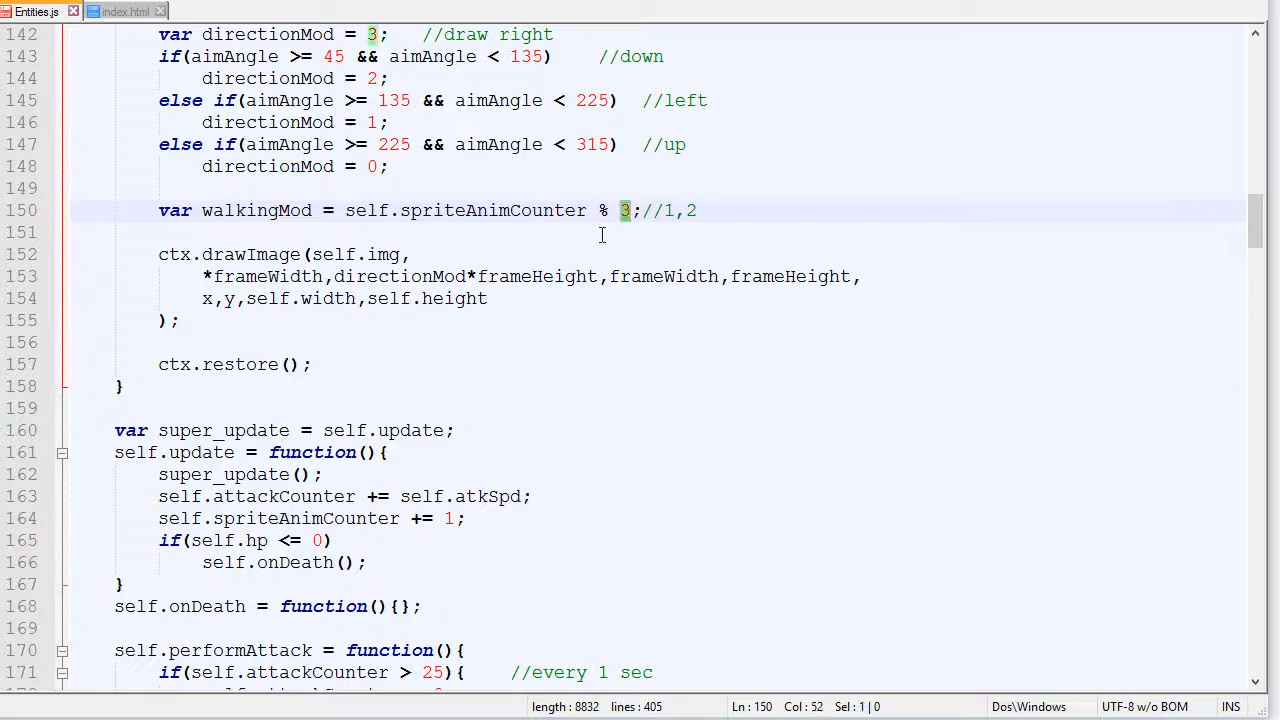 Entities.js index.html
142 var directionMod = 3; //draw right
143 if(aimAngle >= 45 && aimAngle < 135) //down
144 directionMod = 2;
145 else if(aimAngle >= 135 && aimAngle < 225) //left
146 directionMod = 1;
147 else if(aimAngle >= 225 && aimAngle < 315) //up
148 directionMod = 0;
149
150 var walkingMod = self.spriteAnimCounter % 3;//1,2
151
152 ctx.drawImage(self.img,
153 *frameWidth,directionMod*frameHeight,frameWidth,frameHeight,
154 x,y,self.width,self.height
155 );
156
157 ctx.restore();
158 }
159
160 var super_update = self.update;
161 self.update = function(){
162 super_update();
163 self.attackCounter += self.atkSpd;
164 self.spriteAnimCounter += 1;
165 if(self.hp <= 0)
166 self.onDeath();
167 }
168 self.onDeath = function(){};
169
170 self.performAttack = function(){
171 if(self.attackCounter > 25){ //every 1 sec
length : 8832 lines : 405 Ln : 150 Col : 52 Sel : 1 | 0 Dos\Windows UTF-8 w/o BOM INS